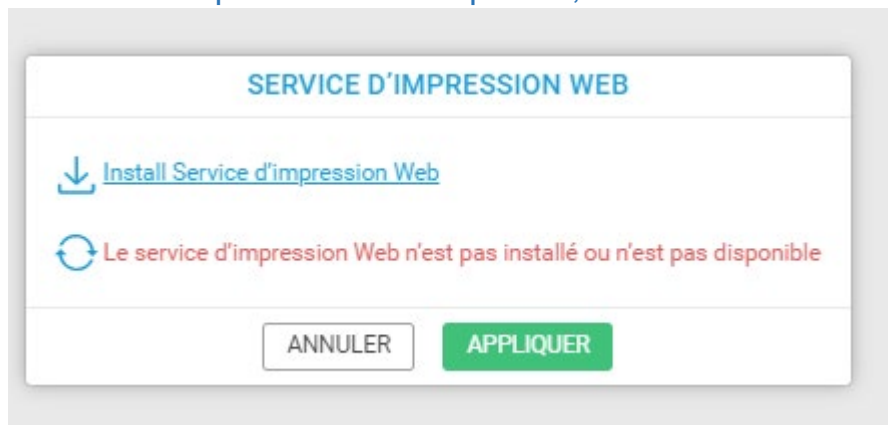 SERVICE D'IMPRESSION WEB
Install Service d'impression Web
Le service d'impression Web n'est pas installé ou n'est pas disponible
ANNULER APPLIQUER